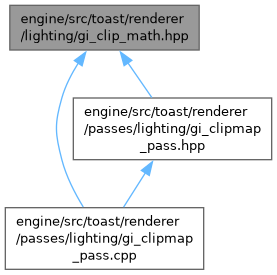 engine/src/toast/renderer
/lighting/gi_clip_math.hpp
engine/src/toast/renderer
/passes/lighting/gi_clipmap
_pass.hpp
engine/src/toast/renderer
/passes/lighting/gi_clipmap
_pass.cpp